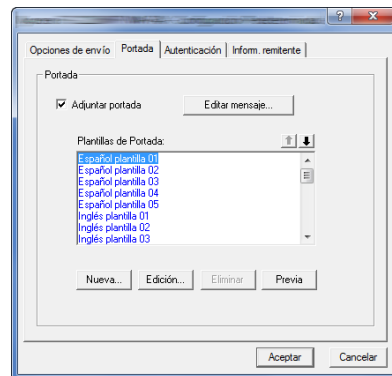 Opciones de envío Portada Autenticación Inform. remitente
Portada
Adjuntar portada Editar mensaje...
Plantillas de Portada:
Español plantilla 01
Español plantilla 02
Español plantilla 03
Español plantilla 04
Español plantilla 05
Inglés plantilla 01
Inglés plantilla 02
Inglés plantilla 03
Nueva... Edición... Eliminar Previa
Aceptar Cancelar